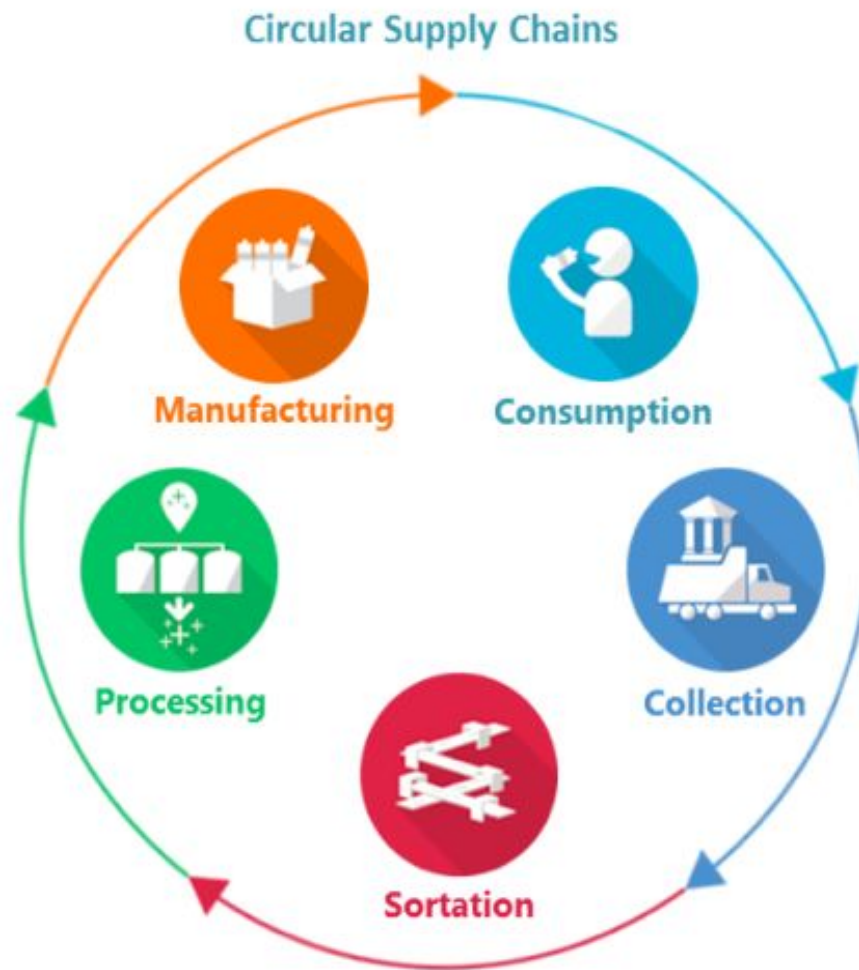 Circular Supply Chains
Manufacturing
Consumption
Processing
Collection
Sortation